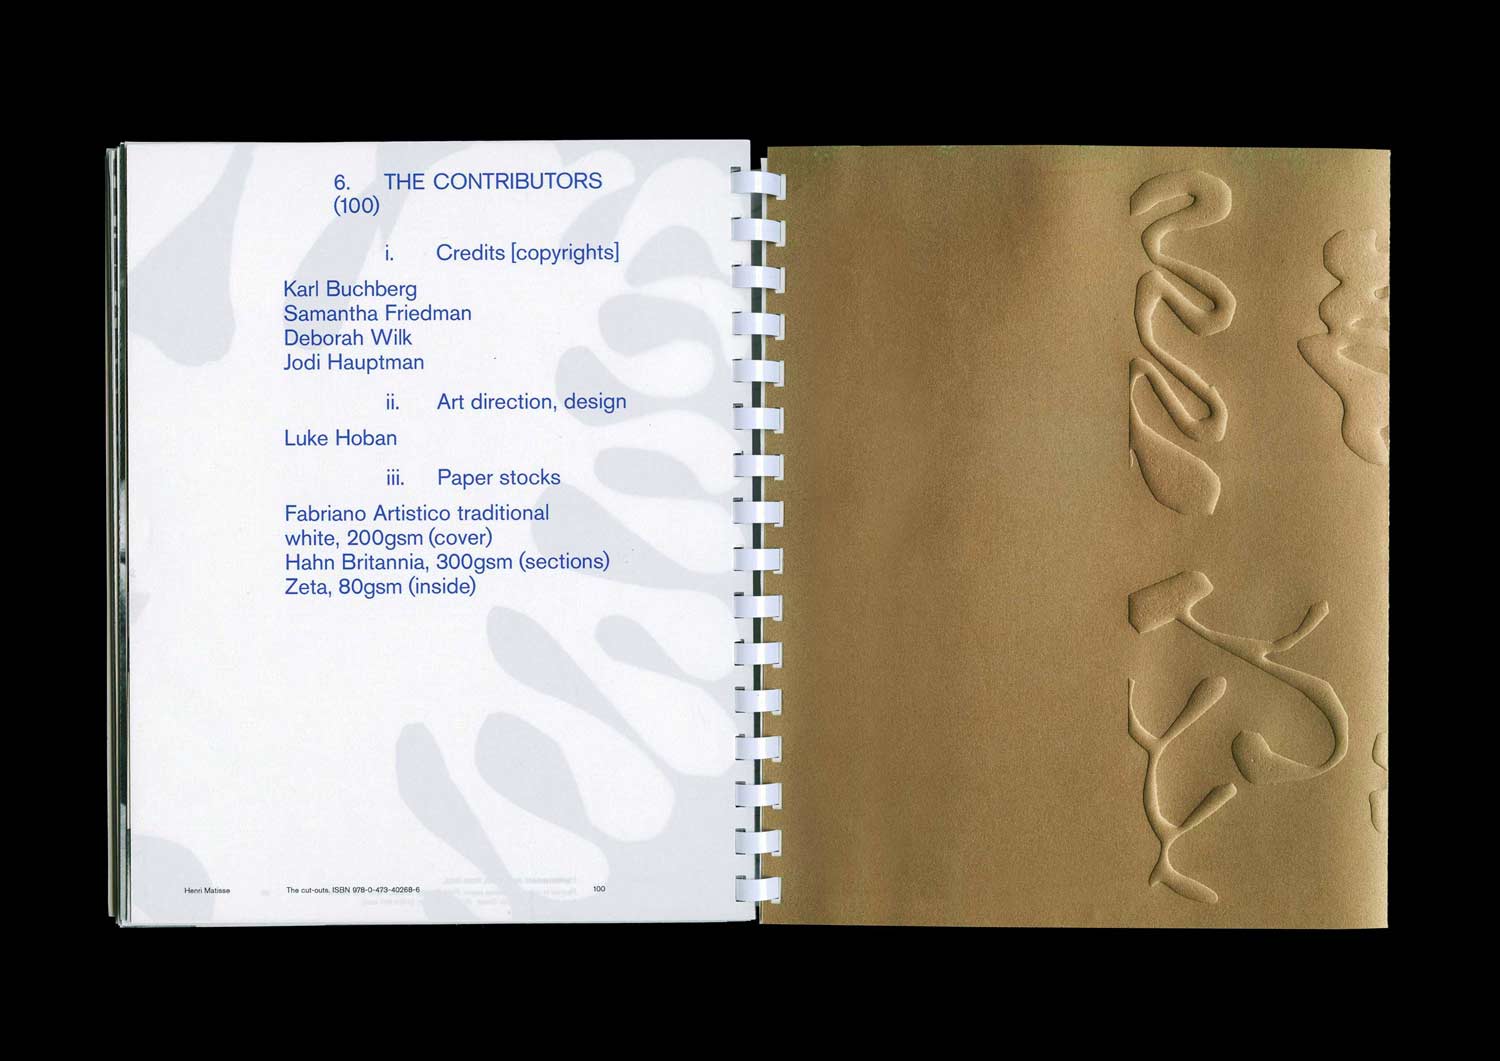 6. THE CONTRIBUTORS
(100)
i. Credits [copyrights]
Karl Buchberg
Samantha Friedman
Deborah Wilk
Jodi Hauptman
ii. Art direction, design
Luke Hoban
iii. Paper stocks
Fabriano Artistico traditional
white, 200gsm (cover)
Hahn Britannia, 300gsm (sections)
Zeta, 80gsm (inside)
Henri Matisse The cut-outs, ISBN 978-0-473-40268-6 100